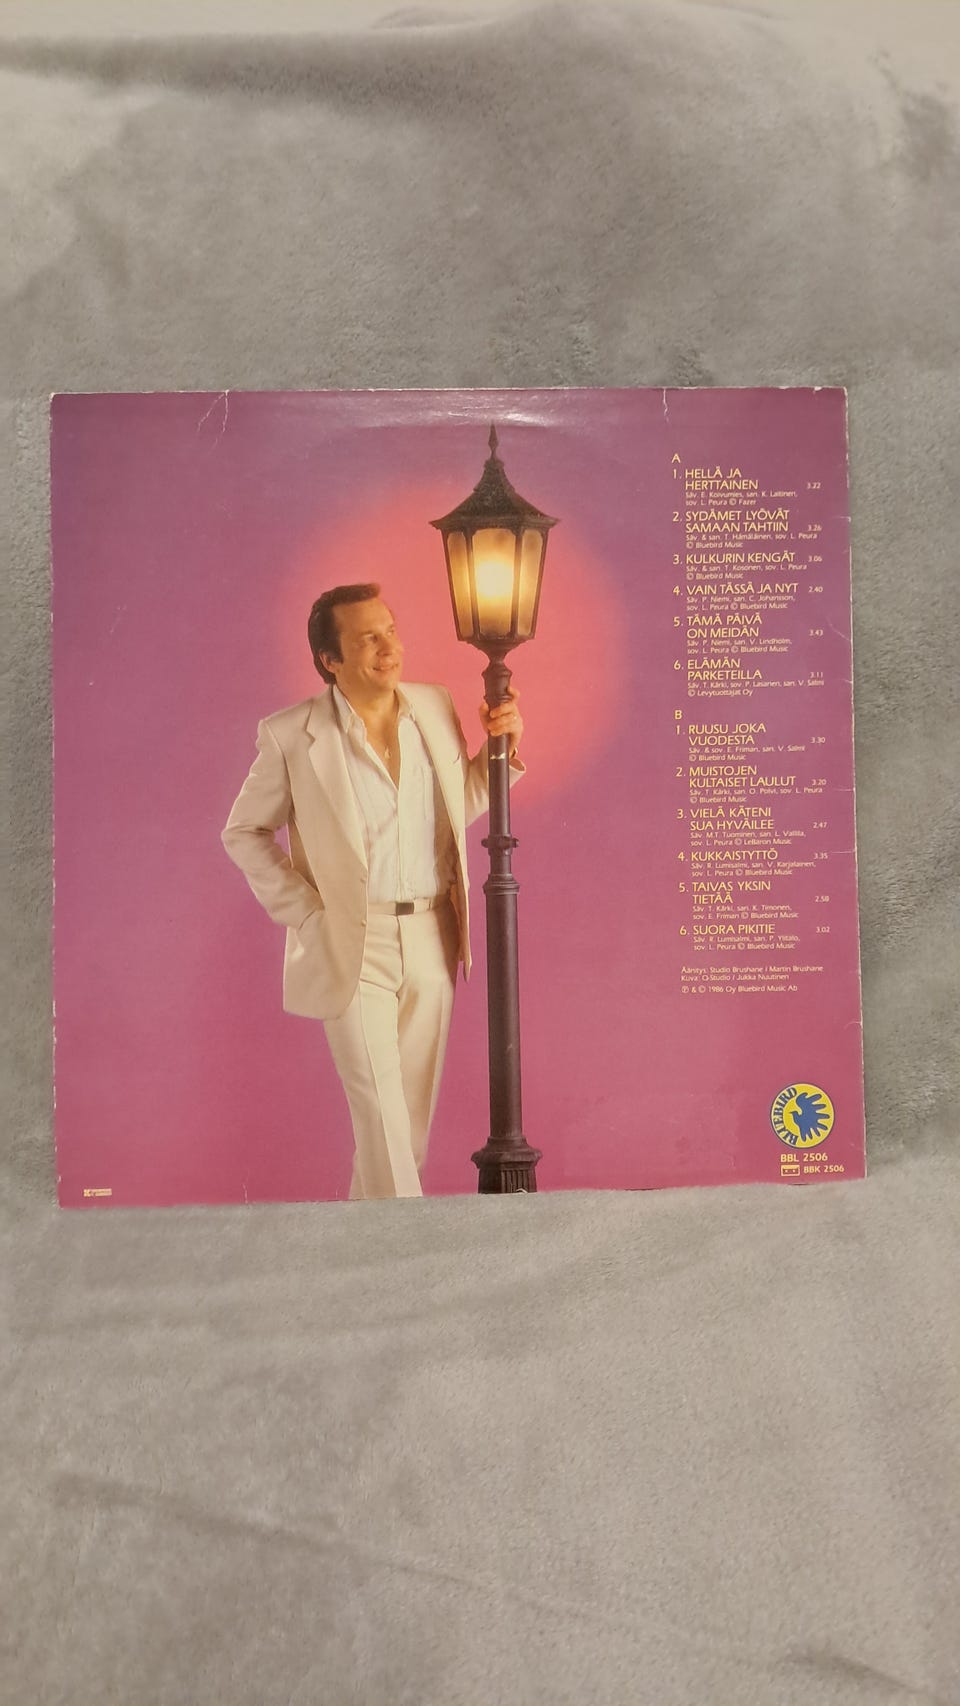 A
1. HELLÄ JA
HERTTAINEN 3.22
Säv. E. Koivumies, san. K. Laitinen,
sov. L. Peura © Fazer
2. SYDÄMET LYÖVÄT
SAMAAN TAHTIIN 3.26
Säv. & san. T. Hämäläinen, sov. L. Peura
© Bluebird Music
3. KULKURIN KENGÄT 3.06
Säv. & san. T. Kosonen, sov. L. Peura
© Bluebird Music
4. VAIN TÄSSÄ JA NYT 2.40
Säv. P. Niemi, san. C. Johansson,
sov. L. Peura © Bluebird Music
5. TÄMÄ PÄIVÄ
ON MEIDÄN 3.43
Säv. P. Niemi, san. V. Lindholm,
sov. L. Peura © Bluebird Music
6. ELÄMÄN
PARKETEILLA 3.11
Säv. T. Kärki, sov. P. Lasanen, san. V. Salmi
© Levytuottajat Oy
B
1. RUUSU JOKA
VUODESTA 3.30
Säv. & sov. E. Friman, san. V. Salmi
© Bluebird Music
2. MUISTOJEN
KULTAISET LAULUT 3.20
Säv. T. Kärki, san. O. Polvi, sov. L. Peura
© Bluebird Music
3. VIELÄ KÄTENI
SUA HYVÄILEE 2.47
Säv. M.T. Tuominen, san. L. Vallila,
sov. L. Peura © LeBaron Music
4. KUKKAISTYTTÖ 3.35
Säv. R. Lumisalmi, san. V. Karjalainen,
sov. L. Peura © Bluebird Music
5. TAIVAS YKSIN
TIETÄÄ 2.58
Säv. T. Kärki, san. K. Timonen,
sov. E. Friman © Bluebird Music
6. SUORA PIKITIE 3.02
Säv. R. Lumisalmi, san. P. Ylitalo,
sov. L. Peura © Bluebird Music
Äänitys: Studio Brushane / Martin Brushane
Kuva: Q-Studio / Jukka Nuutinen
℗ & © 1986 Oy Bluebird Music Ab
BLUEBIRD
BBL 2506
BBK 2506